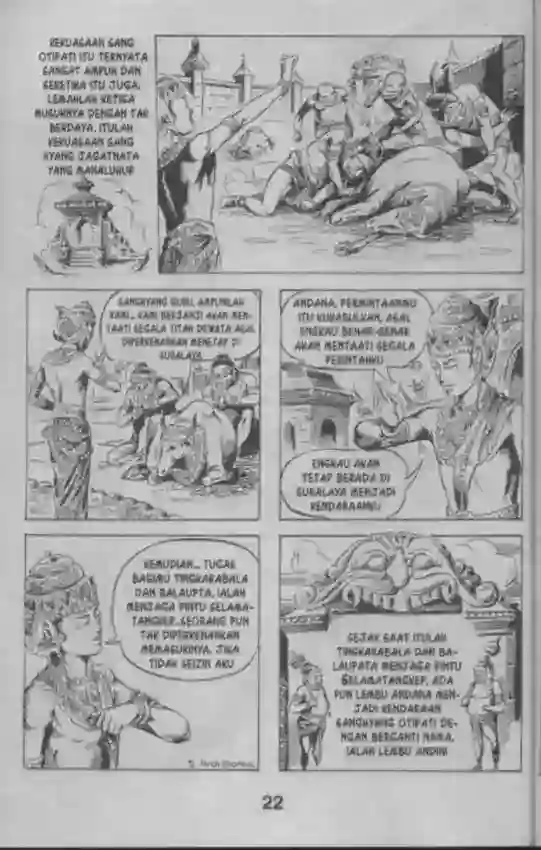 KEKUASAAN SANG
OTIPATI ITU TERNYATA
SANGAT AMPUH DAN
SEKETIKA ITU JUGA,
LEMAHLAH KETIGA
MUSUHNYA DENGAN TAK
BERDAYA. ITULAH
KEKUASAAN SANG
HYANG JAGATNATA
YANG MAHALUHUR
SANGHYANG GURU, AMPUNILAH
KAMI... KAMI BERJANJI AKAN MEN-
TAATI SEGALA TITAH DEWATA ASAL
DIPERKENANKAN MENETAP DI
SURALAYA
ANDANA, PERMINTAANMU
ITU KUKABULKAN, ASAL
ENGKAU BENAR-BENAR
AKAN MENTAATI SEGALA
PERINTAHKU
ENGKAU AKAN
TETAP BERADA DI
SURALAYA MENJADI
KENDARAANKU
KEMUDIAN... TUGAS
BAGIMU TINGKARABALA
DAN BALAUPTA, IALAH
MENJAGA PINTU SELAMA-
TANGKEP. SEORANG PUN
TAK DIPERKENANKAN
MEMASUKINYA, JIKA
TIDAK SEIZIN AKU
SEJAK SAAT ITULAH
TINGKARABALA DAN BA-
LAUPATA MENJAGA PINTU
SELAMATANGKEP, ADA
PUN LEMBU ANDANA MEN-
JADI KENDARAAN
SANGHYANG OTIPATI DE-
NGAN BERGANTI NAMA,
IALAH LEMBU ANDINI
22